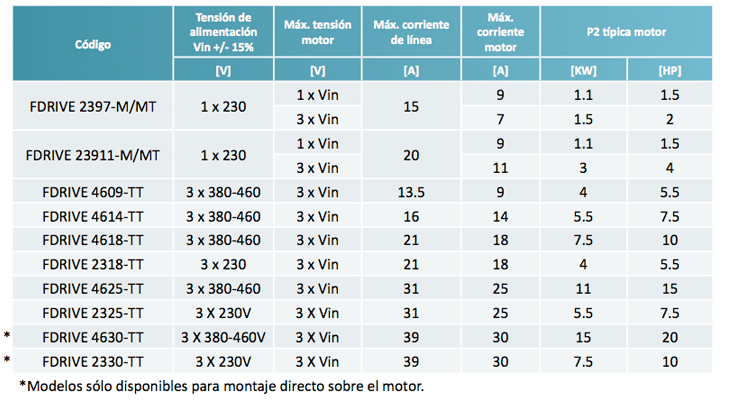 Código Tensión de alimentación Vin +/- 15% Máx. tensión motor Máx. corriente de línea Máx. corriente motor P2 típica motor
[V] [V] [A] [A] [KW] [HP]
FDRIVE 2397-M/MT 1 x 230 1 x Vin 15 9 1.1 1.5
3 x Vin 7 1.5 2
FDRIVE 23911-M/MT 1 x 230 1 x Vin 20 9 1.1 1.5
3 x Vin 11 3 4
FDRIVE 4609-TT 3 x 380-460 3 x Vin 13.5 9 4 5.5
FDRIVE 4614-TT 3 x 380-460 3 x Vin 16 14 5.5 7.5
FDRIVE 4618-TT 3 x 380-460 3 x Vin 21 18 7.5 10
FDRIVE 2318-TT 3 x 230 3 x Vin 21 18 4 5.5
FDRIVE 4625-TT 3 x 380-460 3 x Vin 31 25 11 15
FDRIVE 2325-TT 3 X 230V 3 X Vin 31 25 5.5 7.5
* FDRIVE 4630-TT 3 X 380-460V 3 X Vin 39 30 15 20
* FDRIVE 2330-TT 3 X 230V 3 X Vin 39 30 7.5 10
*Modelos sólo disponibles para montaje directo sobre el motor.